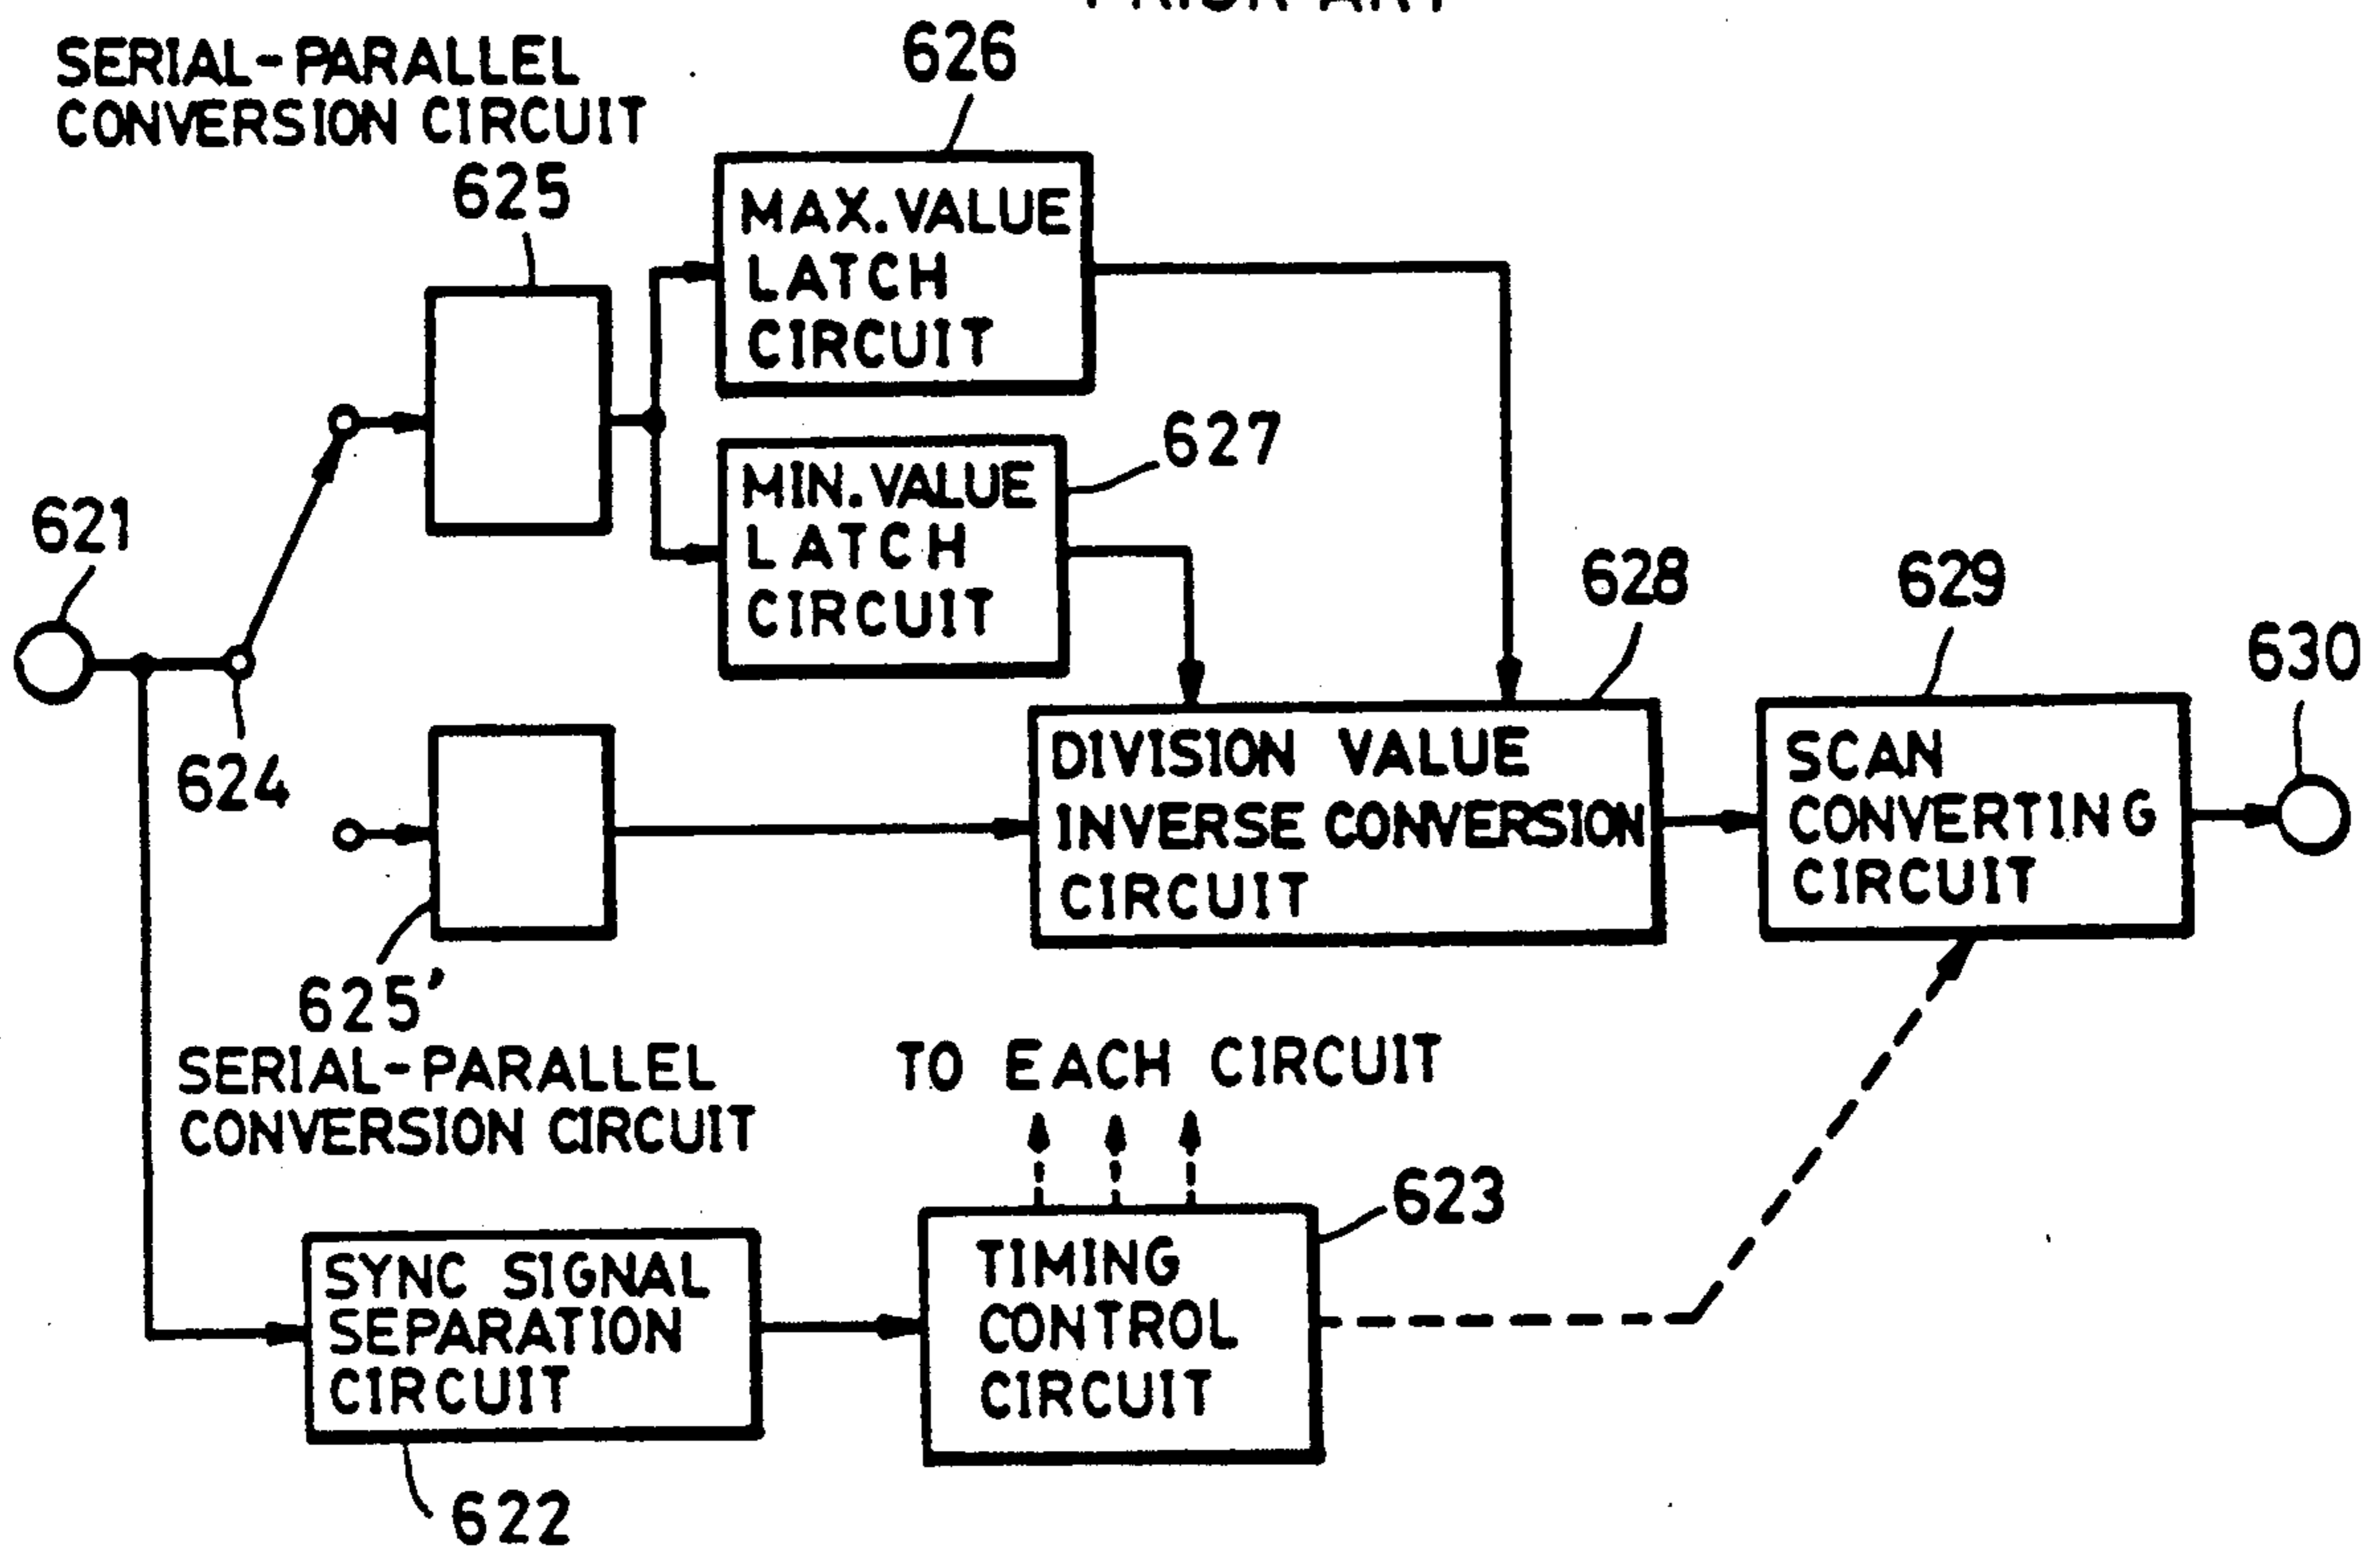 PRIOR ART
SERIAL-PARALLEL
CONVERSION CIRCUIT
625
626
MAX.VALUE
LATCH
CIRCUIT
627
MIN.VALUE
LATCH
CIRCUIT
621
624
628
DIVISION VALUE
INVERSE CONVERSION
CIRCUIT
629
SCAN
CONVERTING
CIRCUIT
630
625'
SERIAL-PARALLEL
CONVERSION CIRCUIT
TO EACH CIRCUIT
623
TIMING
CONTROL
CIRCUIT
SYNC SIGNAL
SEPARATION
CIRCUIT
622